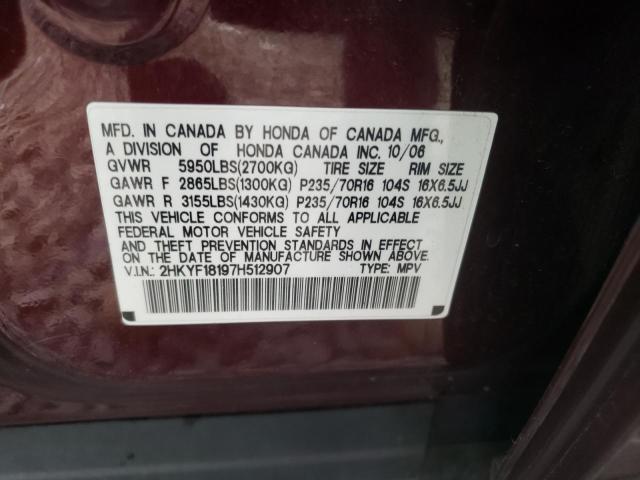 MFD. IN CANADA BY HONDA OF CANADA MFG.,
A DIVISION OF HONDA CANADA INC. 10/06
GVWR 5950LBS(2700KG) TIRE SIZE RIM SIZE
GAWR F 2865LBS(1300KG) P235/70R16 104S 16X6.5JJ
GAWR R 3155LBS(1430KG) P235/70R16 104S 16X6.5JJ
THIS VEHICLE CONFORMS TO ALL APPLICABLE
FEDERAL MOTOR VEHICLE SAFETY
AND THEFT PREVENTION STANDARDS IN EFFECT
ON THE DATE OF MANUFACTURE SHOWN ABOVE.
V.I.N.: 2HKYF18197H512907 TYPE: MPV